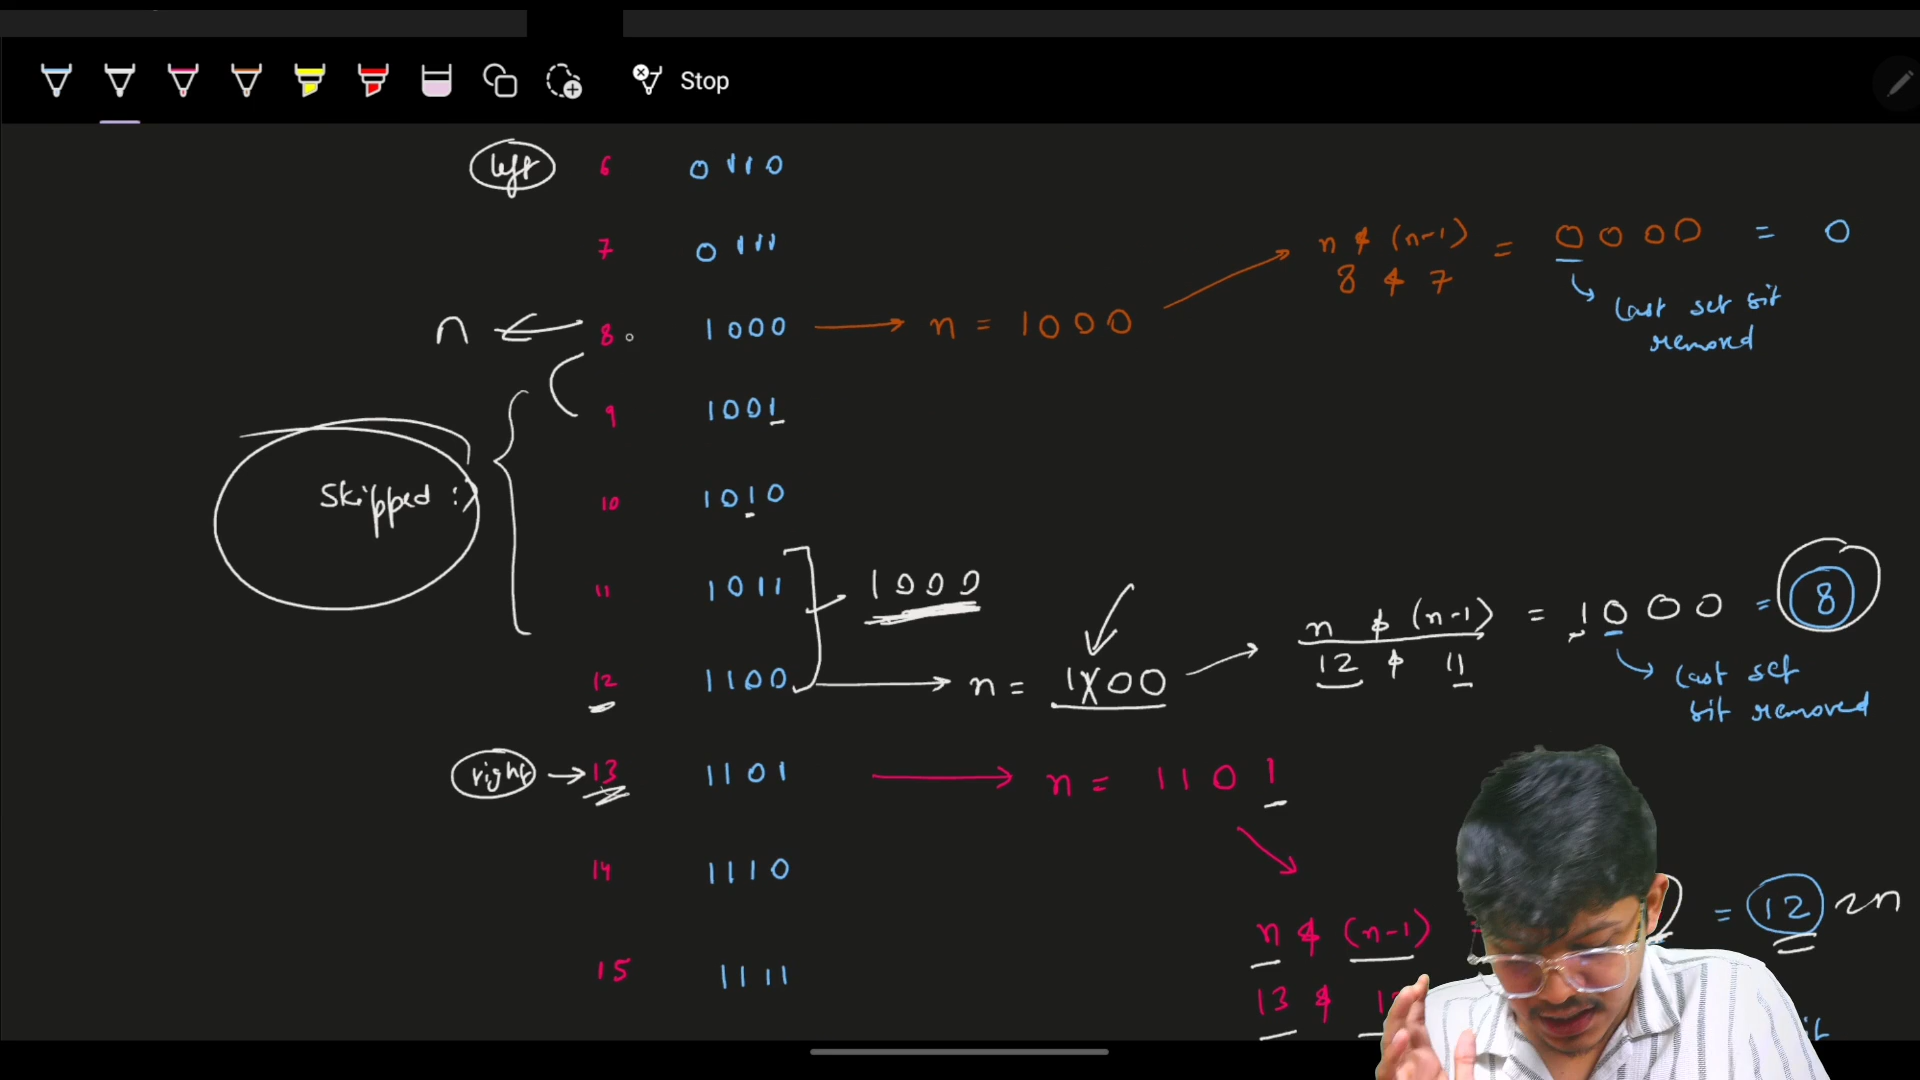 Stop
left 6 0110
7 0111
n & (n-1) = 0000 = 0
8 & 7
last set bit
removed
n ← 8 1000 → n = 1000
9 1001
10 1010
Skipped :)
11 1011
1000
n & (n-1) = 1000 = 8
12 & 11
last set
bit removed
12 1100 → n = 1100
right → 13 1101 → n = 1101
14 1110
n & (n-1) = 12
13 &
15 1111